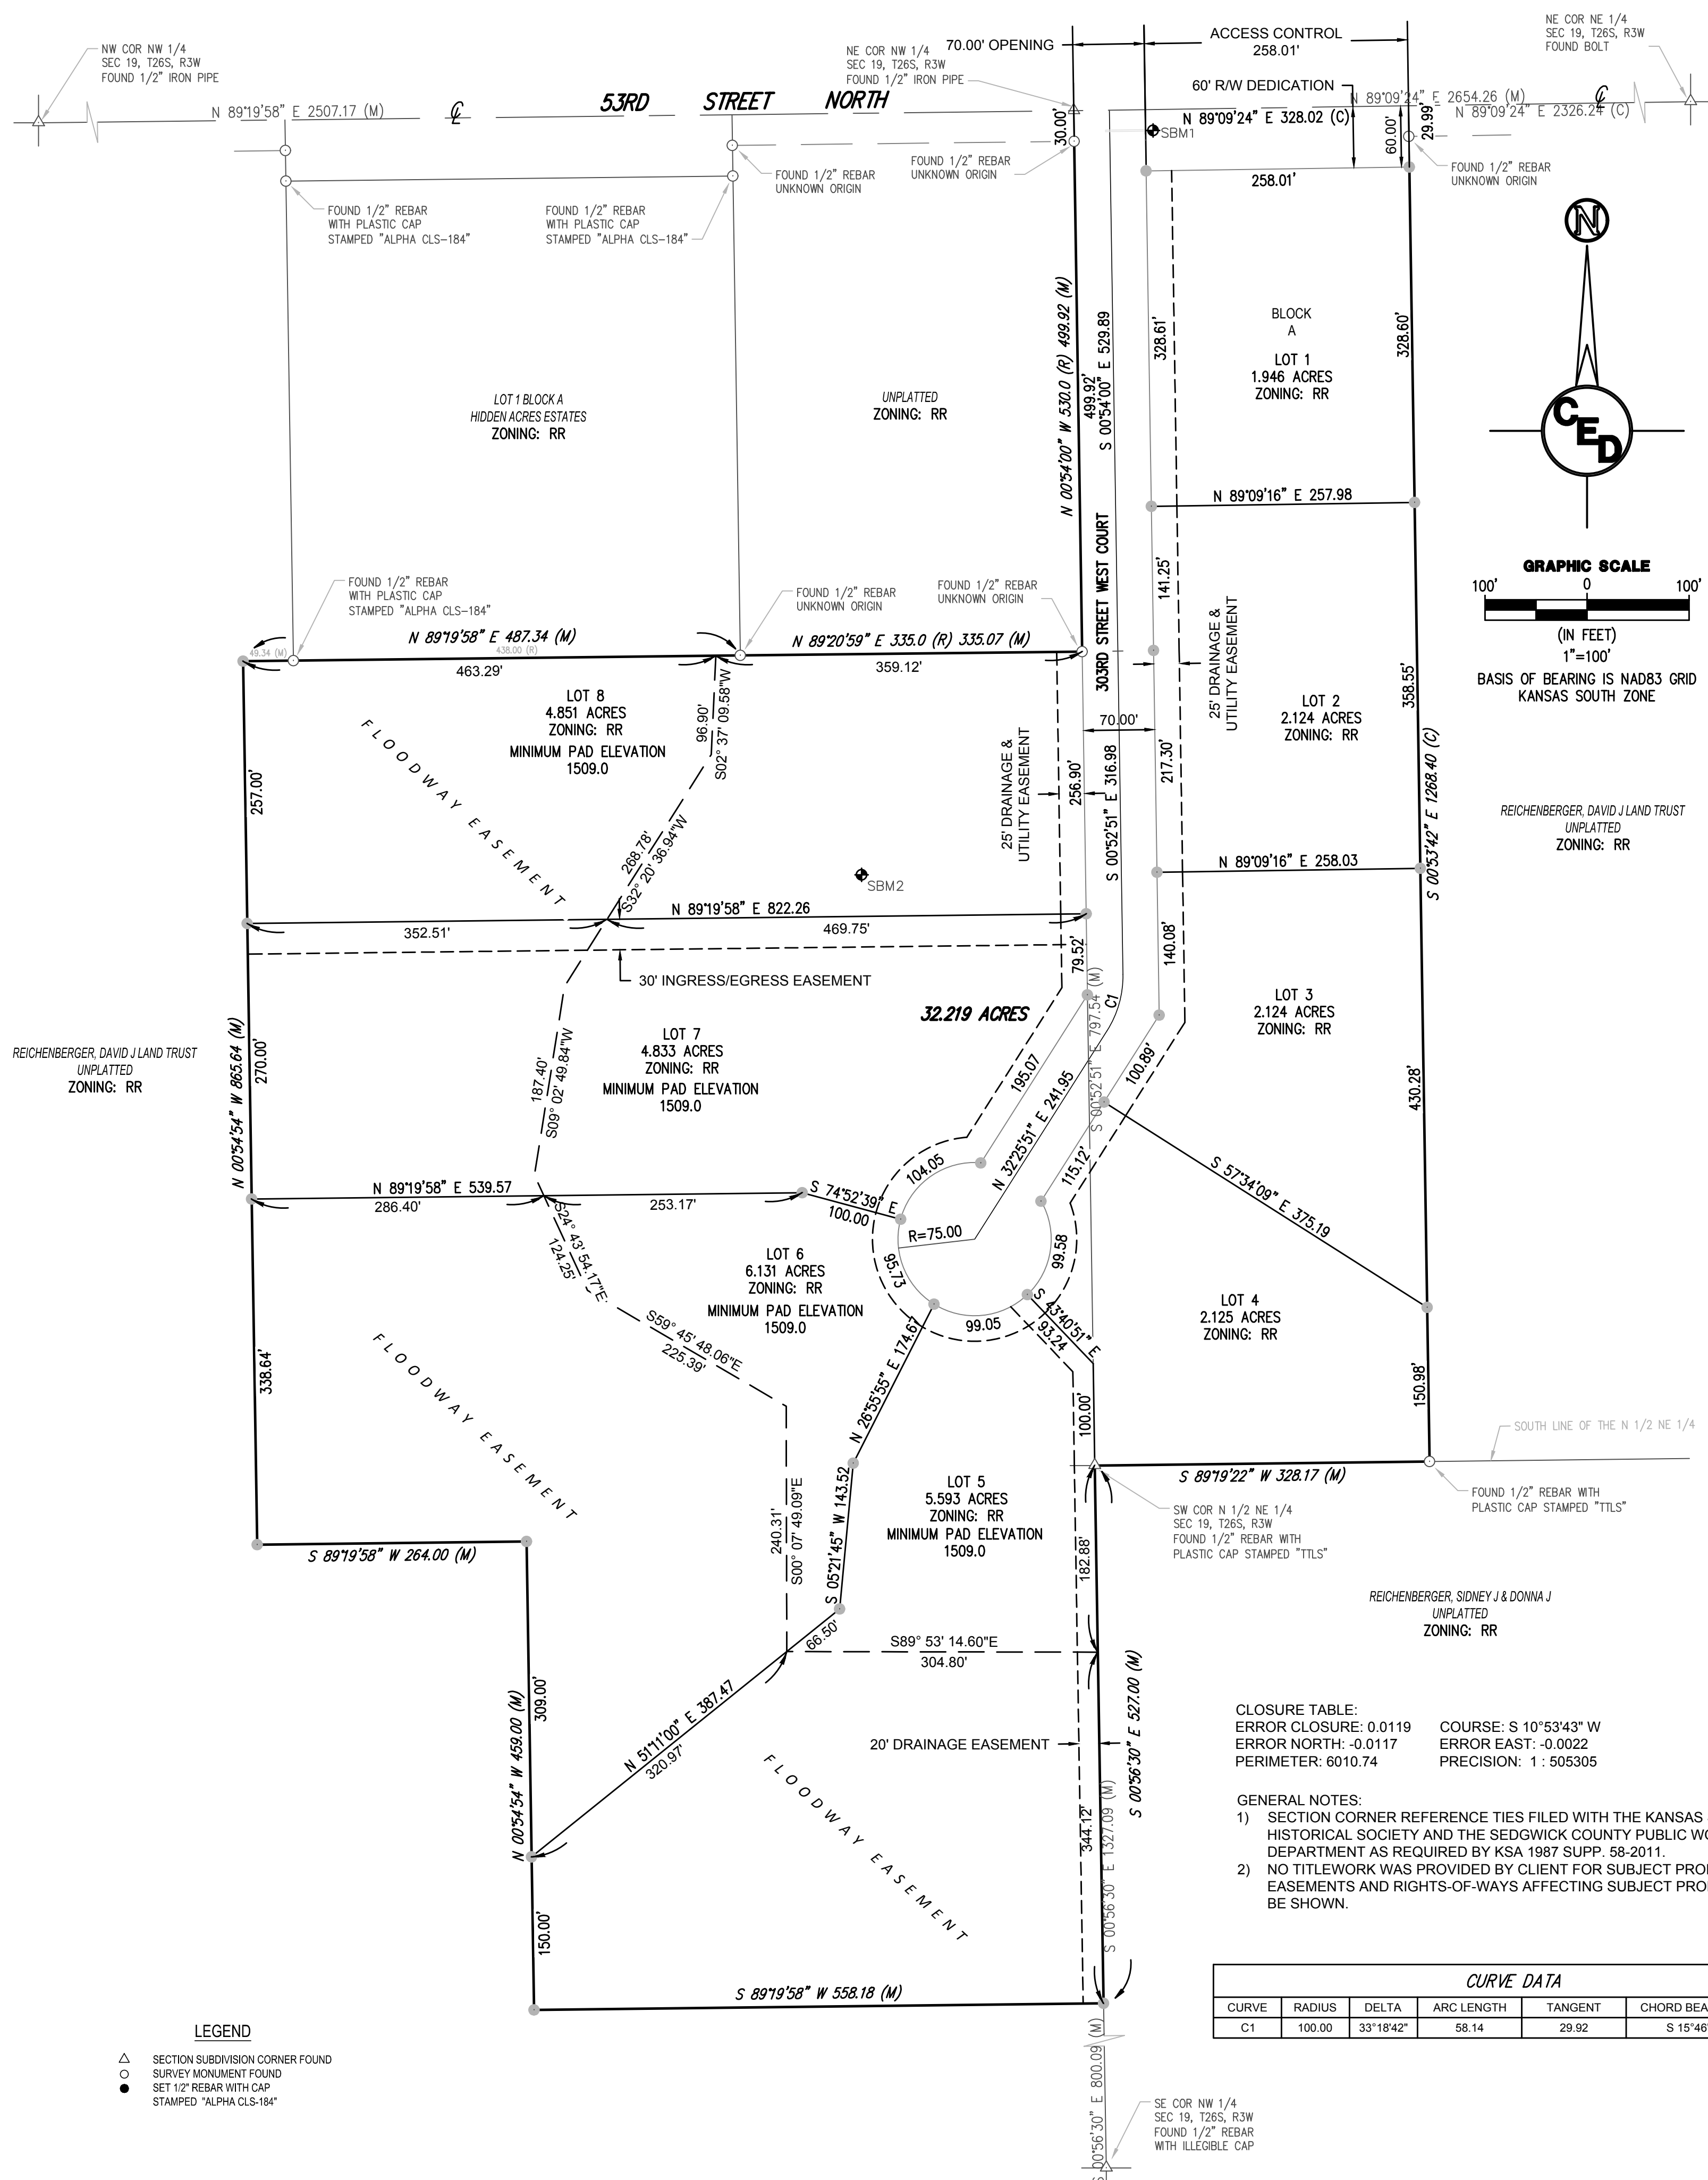 NW COR NW 1/4
SEC 19, T26S, R3W
FOUND 1/2" IRON PIPE
N 89°19'58" E 2507.17 (M)
53RD STREET NORTH
NE COR NW 1/4
SEC 19, T26S, R3W
FOUND 1/2" IRON PIPE
70.00' OPENING
ACCESS CONTROL
258.01'
NE COR NE 1/4
SEC 19, T26S, R3W
FOUND BOLT
60' R/W DEDICATION
N 89°09'24" E 2654.26 (M)
N 89°09'24" E 328.02 (C)
N 89°09'24" E 2326.24 (C)
SBM1
30.00'
60.00'
29.99'
258.01'
FOUND 1/2" REBAR
UNKNOWN ORIGIN
FOUND 1/2" REBAR
UNKNOWN ORIGIN
FOUND 1/2" REBAR
UNKNOWN ORIGIN
FOUND 1/2" REBAR
WITH PLASTIC CAP
STAMPED "ALPHA CLS-184"
FOUND 1/2" REBAR
WITH PLASTIC CAP
STAMPED "ALPHA CLS-184"
N
CED
LOT 1 BLOCK A
HIDDEN ACRES ESTATES
ZONING: RR
UNPLATTED
ZONING: RR
N 00°54'00" W 530.0 (R) 499.92 (M)
499.92'
S 00°54'00" E 529.89
328.61'
BLOCK
A
LOT 1
1.946 ACRES
ZONING: RR
328.60'
N 89°09'16" E 257.98
303RD STREET WEST COURT
141.25'
25' DRAINAGE &
UTILITY EASEMENT
GRAPHIC SCALE
100' 0 100'
(IN FEET)
1"=100'
BASIS OF BEARING IS NAD83 GRID
KANSAS SOUTH ZONE
FOUND 1/2" REBAR
WITH PLASTIC CAP
STAMPED "ALPHA CLS-184"
FOUND 1/2" REBAR
UNKNOWN ORIGIN
FOUND 1/2" REBAR
UNKNOWN ORIGIN
N 89°19'58" E 487.34 (M)
49.34 (M)
438.00 (R)
463.29'
N 89°20'59" E 335.0 (R) 335.07 (M)
359.12'
LOT 8
4.851 ACRES
ZONING: RR
MINIMUM PAD ELEVATION
1509.0
FLOODWAY EASEMENT
96.90'
S02° 37' 09.58"W
268.78'
S32° 20' 36.94"W
257.00'
SBM2
25' DRAINAGE &
UTILITY EASEMENT
70.00'
256.90'
S 00°52'51" E 316.98
217.30'
LOT 2
2.124 ACRES
ZONING: RR
358.55'
S 00°53'42" E 1268.40 (C)
REICHENBERGER, DAVID J LAND TRUST
UNPLATTED
ZONING: RR
N 89°09'16" E 258.03
N 89°19'58" E 822.26
352.51'
469.75'
30' INGRESS/EGRESS EASEMENT
79.52'
140.08'
C1
S 00°52'51" E 797.54 (M)
32.219 ACRES
LOT 3
2.124 ACRES
ZONING: RR
430.28'
REICHENBERGER, DAVID J LAND TRUST
UNPLATTED
ZONING: RR
N 00°54'54" W 865.64 (M)
270.00'
187.40'
S09° 02' 49.84"W
LOT 7
4.833 ACRES
ZONING: RR
MINIMUM PAD ELEVATION
1509.0
195.07
N 32°25'51" E 241.95
100.89'
115.12'
S 57°34'09" E 375.19
104.05
N 89°19'58" E 539.57
286.40'
253.17'
S 74°52'39" E
100.00
R=75.00
95.73
99.58
99.05
S24° 43' 54.17"E
124.25'
LOT 6
6.131 ACRES
ZONING: RR
MINIMUM PAD ELEVATION
1509.0
S 43°40'51" E
93.24
LOT 4
2.125 ACRES
ZONING: RR
150.98'
S59° 45' 48.06"E
225.39'
338.64'
FLOODWAY EASEMENT
N 26°55'55" E 174.67
100.00'
SOUTH LINE OF THE N 1/2 NE 1/4
S 89°19'22" W 328.17 (M)
FOUND 1/2" REBAR WITH
PLASTIC CAP STAMPED "TTLS"
SW COR N 1/2 NE 1/4
SEC 19, T26S, R3W
FOUND 1/2" REBAR WITH
PLASTIC CAP STAMPED "TTLS"
240.31'
S00° 07' 49.09"E
S 05°21'45" W 143.52
LOT 5
5.593 ACRES
ZONING: RR
MINIMUM PAD ELEVATION
1509.0
182.88'
S 89°19'58" W 264.00 (M)
REICHENBERGER, SIDNEY J & DONNA J
UNPLATTED
ZONING: RR
66.50'
S89° 53' 14.60"E
304.80'
N 51°11'00" E 387.47
320.97'
N 00°54'54" W 459.00 (M)
309.00'
S 00°56'30" E 527.00 (M)
20' DRAINAGE EASEMENT
FLOODWAY EASEMENT
344.12'
S 00°56'30" E 1327.09 (M)
150.00'
S 89°19'58" W 558.18 (M)
CLOSURE TABLE:
ERROR CLOSURE: 0.0119 COURSE: S 10°53'43" W
ERROR NORTH: -0.0117 ERROR EAST: -0.0022
PERIMETER: 6010.74 PRECISION: 1 : 505305
GENERAL NOTES:
1) SECTION CORNER REFERENCE TIES FILED WITH THE KANSAS
HISTORICAL SOCIETY AND THE SEDGWICK COUNTY PUBLIC WO
DEPARTMENT AS REQUIRED BY KSA 1987 SUPP. 58-2011.
2) NO TITLEWORK WAS PROVIDED BY CLIENT FOR SUBJECT PRO
EASEMENTS AND RIGHTS-OF-WAYS AFFECTING SUBJECT PRO
BE SHOWN.
CURVE DATA
CURVE RADIUS DELTA ARC LENGTH TANGENT CHORD BEA
C1 100.00 33°18'42" 58.14 29.92 S 15°46'
LEGEND
SECTION SUBDIVISION CORNER FOUND
SURVEY MONUMENT FOUND
SET 1/2" REBAR WITH CAP
STAMPED "ALPHA CLS-184"
S 00°56'30" E 800.09 (M)
SE COR NW 1/4
SEC 19, T26S, R3W
FOUND 1/2" REBAR
WITH ILLEGIBLE CAP